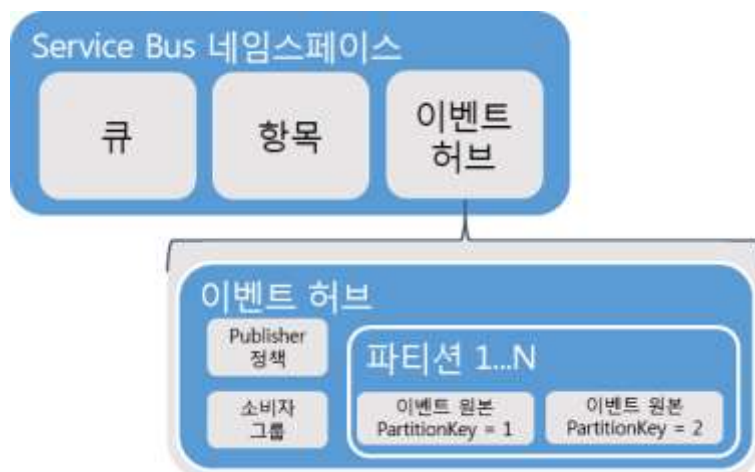 Service Bus 네임스페이스
큐
항목
이벤트
허브
이벤트 허브
Publisher
정책
소비자
그룹
파티션 1...N
이벤트 원본
PartitionKey = 1
이벤트 원본
PartitionKey = 2